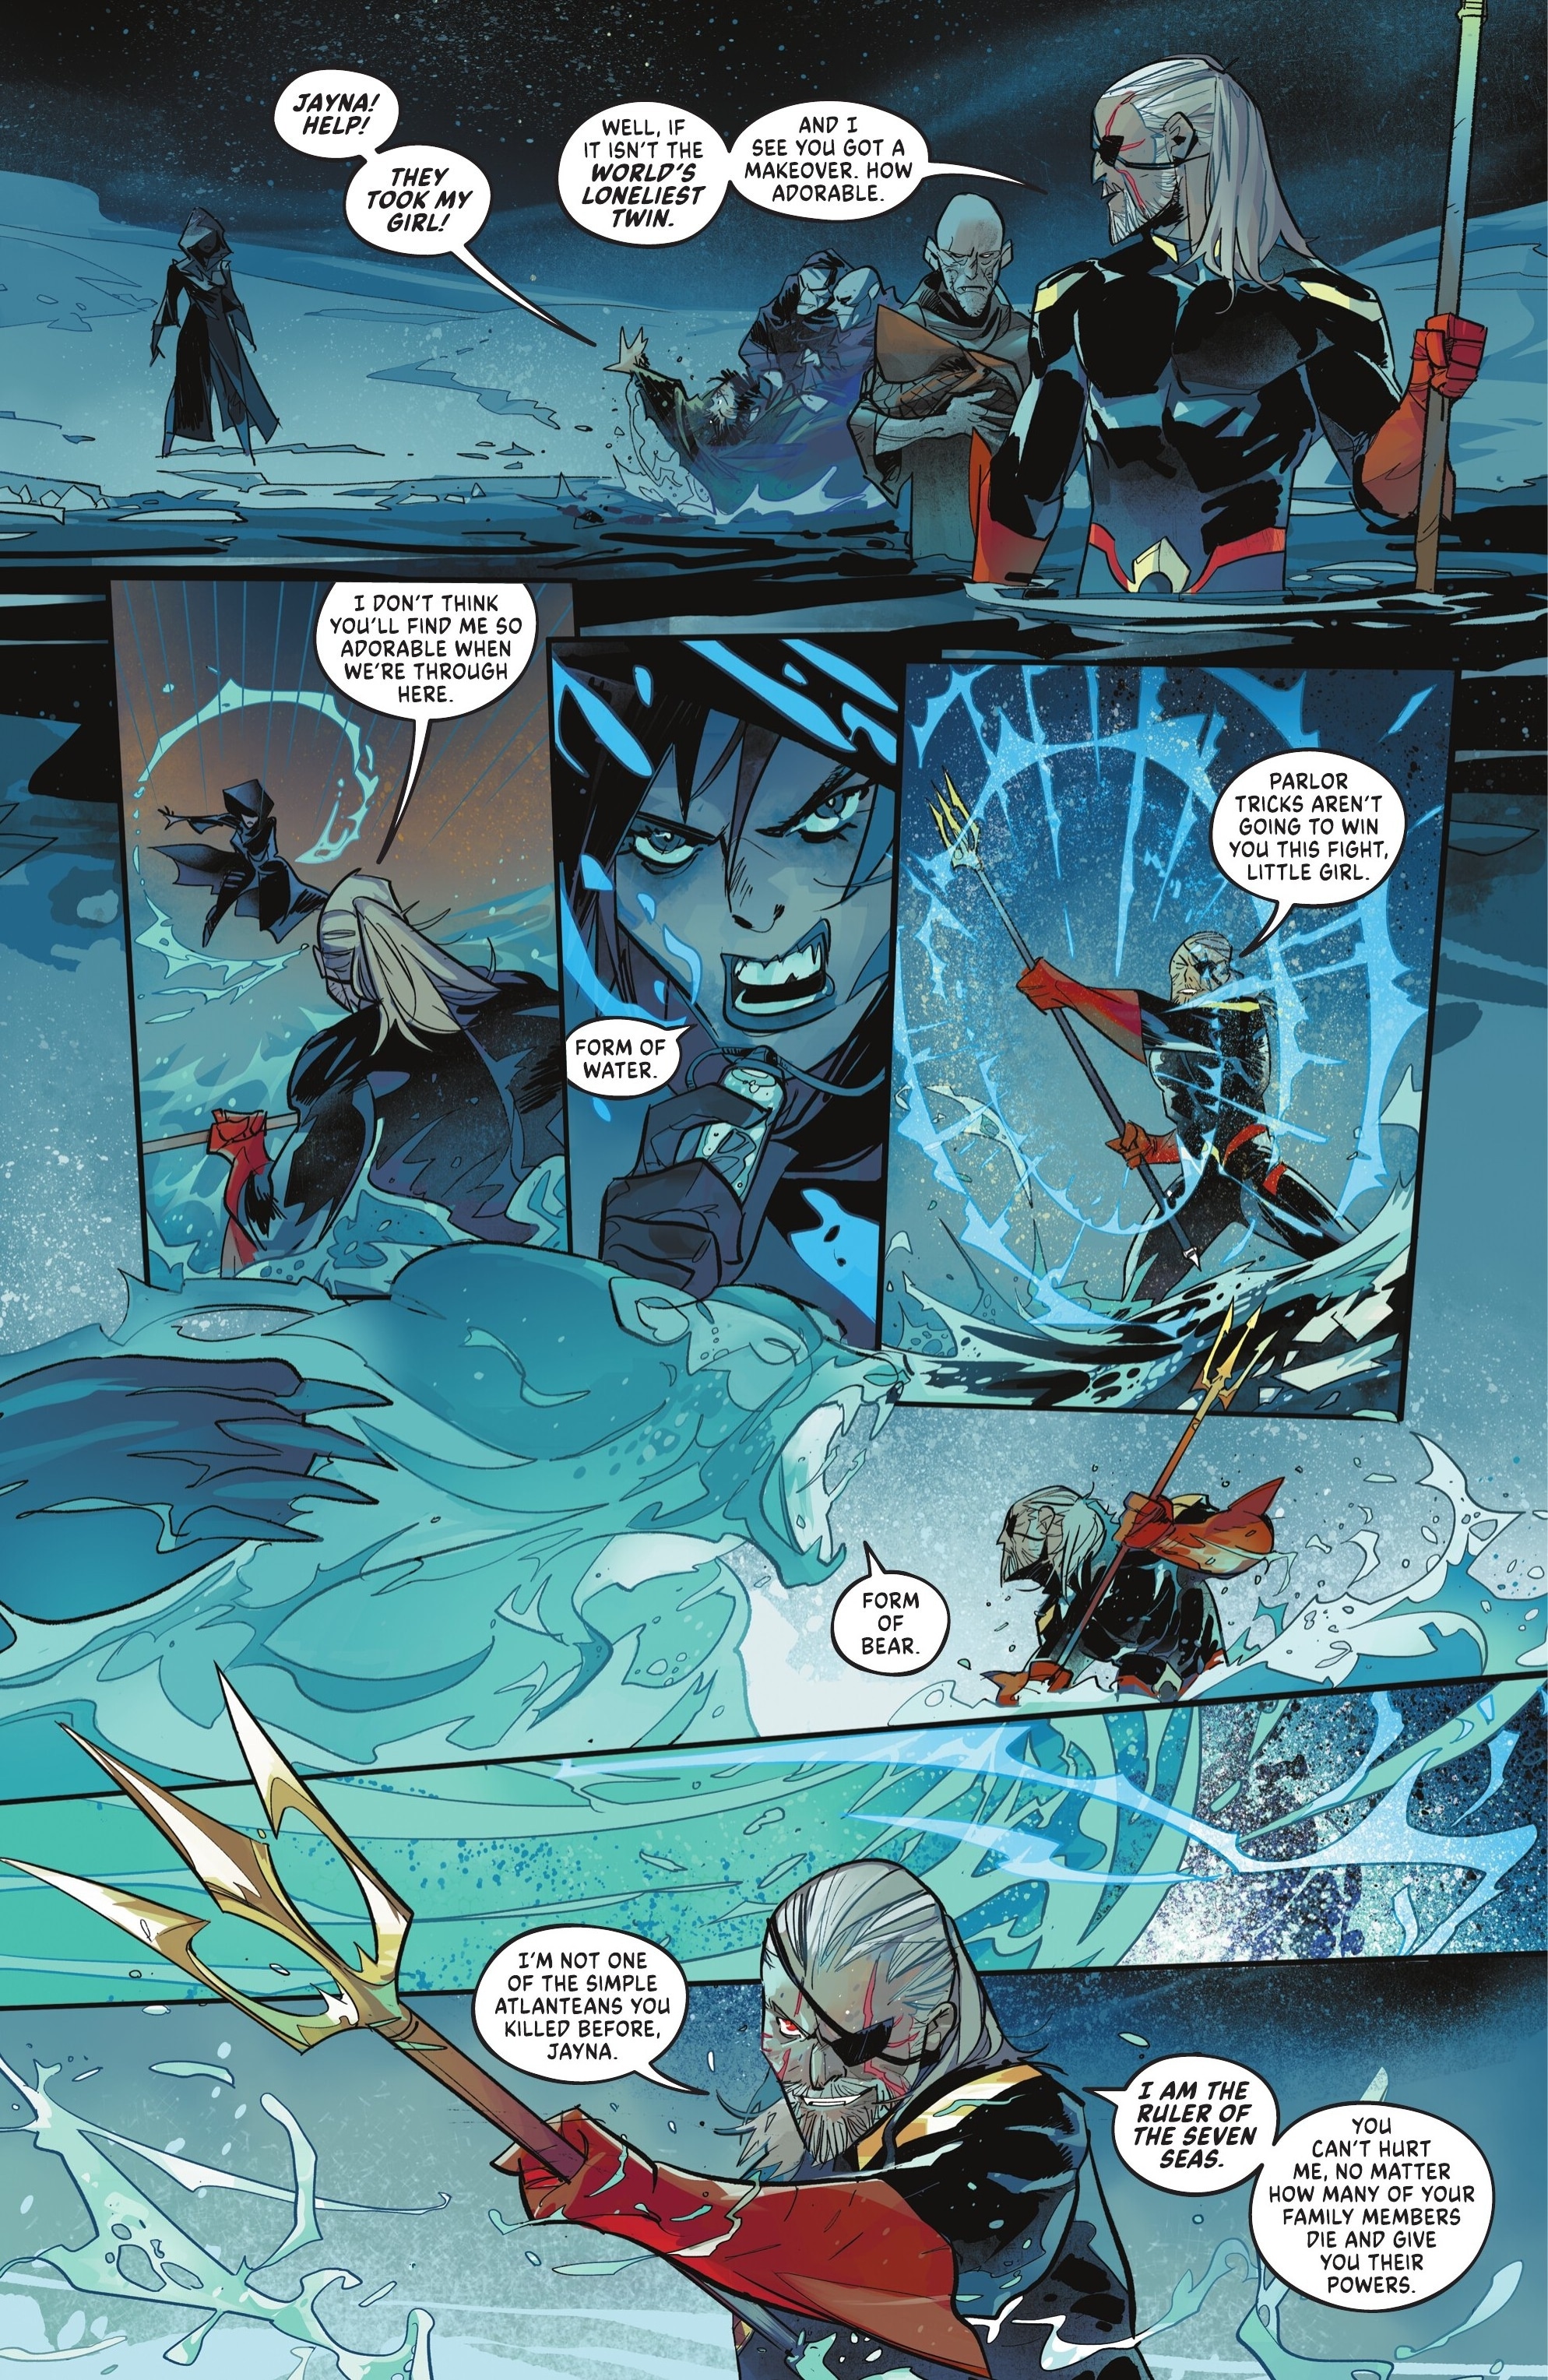 JAYNA!
HELP!
THEY
TOOK MY
GIRL!
WELL, IF
IT ISN'T THE
WORLD'S
LONELIEST
TWIN.
AND I
SEE YOU GOT A
MAKEOVER. HOW
ADORABLE.
I DON'T THINK
YOU'LL FIND ME SO
ADORABLE WHEN
WE'RE THROUGH
HERE.
FORM OF
WATER.
PARLOR
TRICKS AREN'T
GOING TO WIN
YOU THIS FIGHT,
LITTLE GIRL.
FORM
OF
BEAR.
I'M NOT ONE
OF THE SIMPLE
ATLANTEANS YOU
KILLED BEFORE,
JAYNA.
I AM THE
RULER OF
THE SEVEN
SEAS.
YOU
CAN'T HURT
ME, NO MATTER
HOW MANY OF YOUR
FAMILY MEMBERS
DIE AND GIVE
YOU THEIR
POWERS.